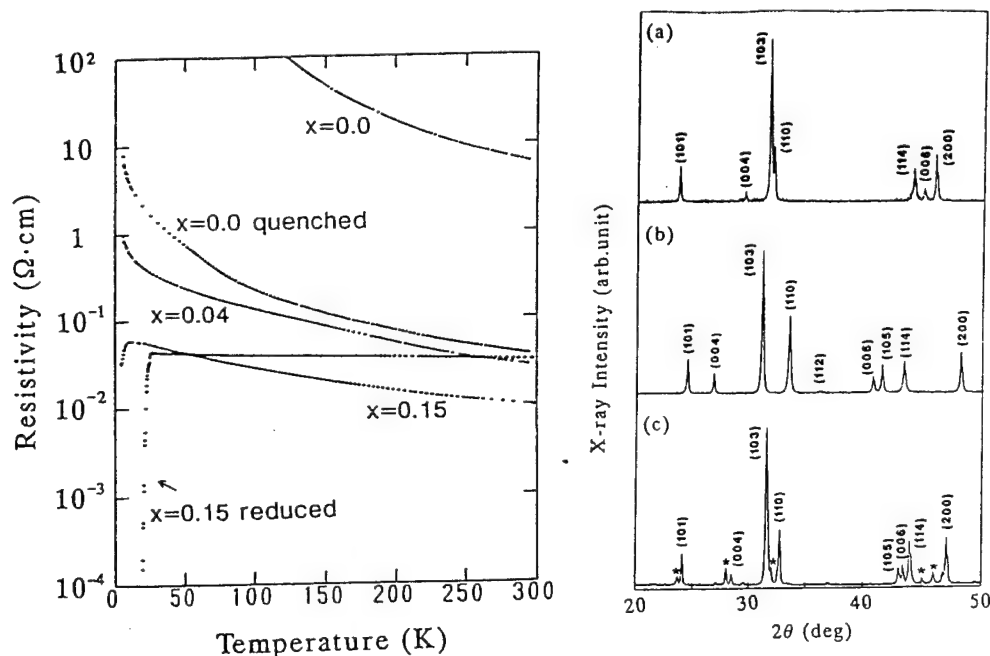 10²
10
1
10⁻¹
10⁻²
10⁻³
10⁻⁴
Resistivity (Ω·cm)
x=0.0
x=0.0 quenched
x=0.04
x=0.15
x=0.15 reduced
0 50 100 150 200 250 300
Temperature (K)
X-ray Intensity (arb.unit)
(a)
(101)
(004)
(103)
(110)
(114)
(006)
(200)
(b)
(101)
(004)
(103)
(110)
(112)
(006)
(105)
(114)
(200)
(c)
**
(101)
*
(004)
(103)
*
(110)
(105)
(006)
(114)
*
*
(200)
20 30 40 50
2θ (deg)